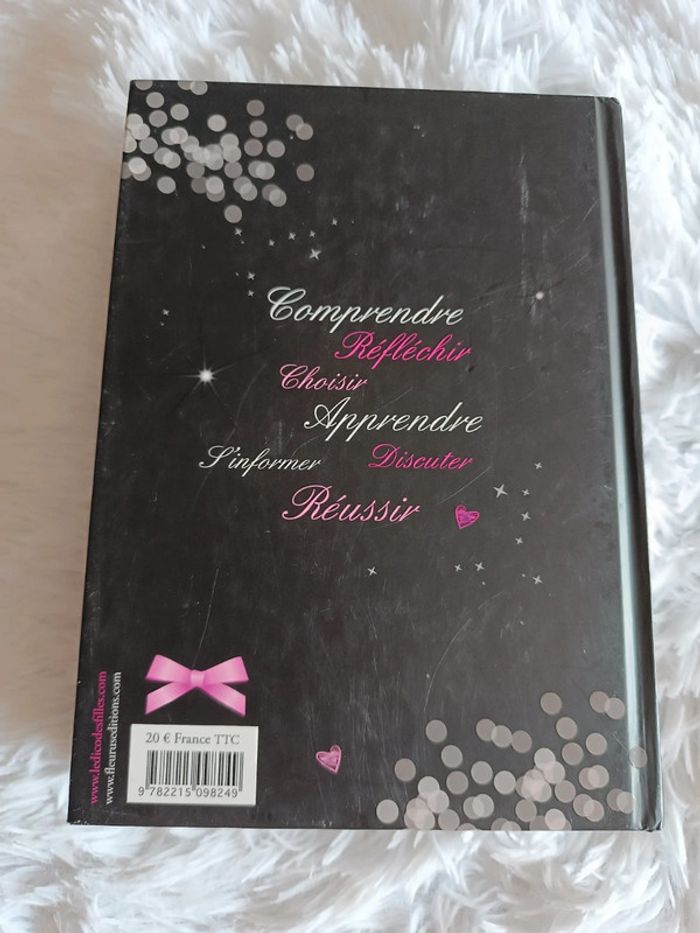 Comprendre
Réfléchir
Choisir
Apprendre
S'informer Discuter
Réussir
www.ledicodesfilles.com
www.fleuruseditions.com
20 € France TTC
9 782215 098249